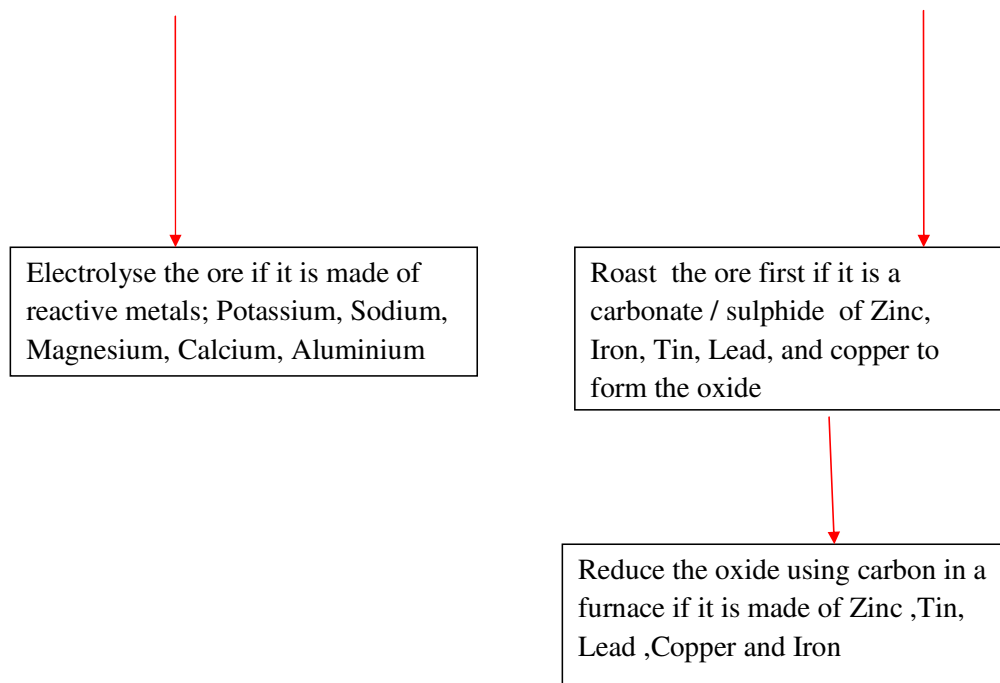 Electrolyse the ore if it is made of
reactive metals; Potassium, Sodium,
Magnesium, Calcium, Aluminium
Roast  the ore first if it is a
carbonate / sulphide  of Zinc,
Iron, Tin, Lead, and copper to
form the oxide
Reduce the oxide using carbon in a
furnace if it is made of Zinc ,Tin,
Lead ,Copper and Iron